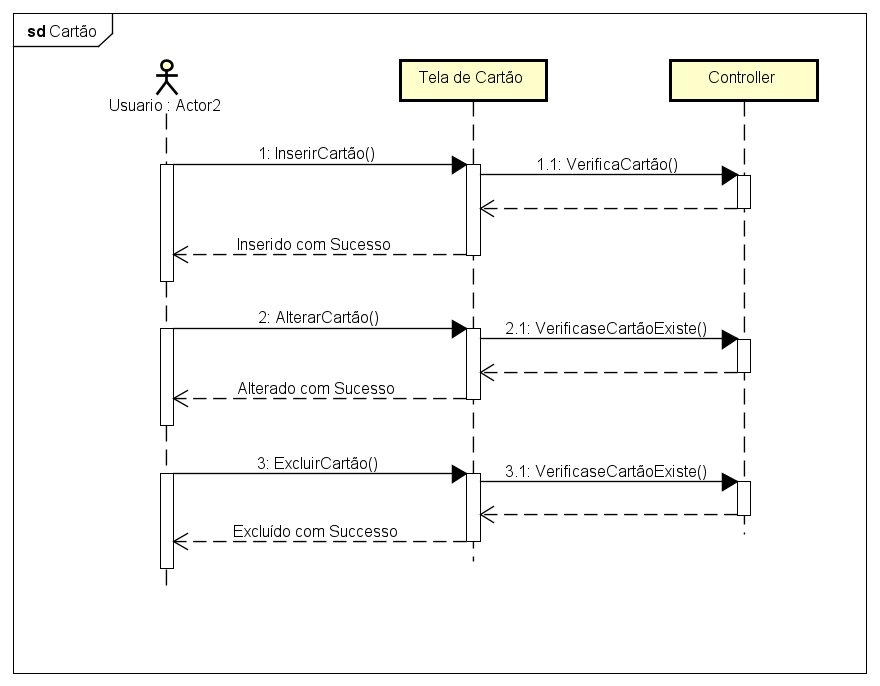 sd Cartão
Usuario : Actor2
Tela de Cartão
Controller
1: InserirCartão()
1.1: VerificaCartão()
Inserido com Sucesso
2: AlterarCartão()
2.1: VerificaseCartãoExiste()
Alterado com Sucesso
3: ExcluirCartão()
3.1: VerificaseCartãoExiste()
Excluído com Successo